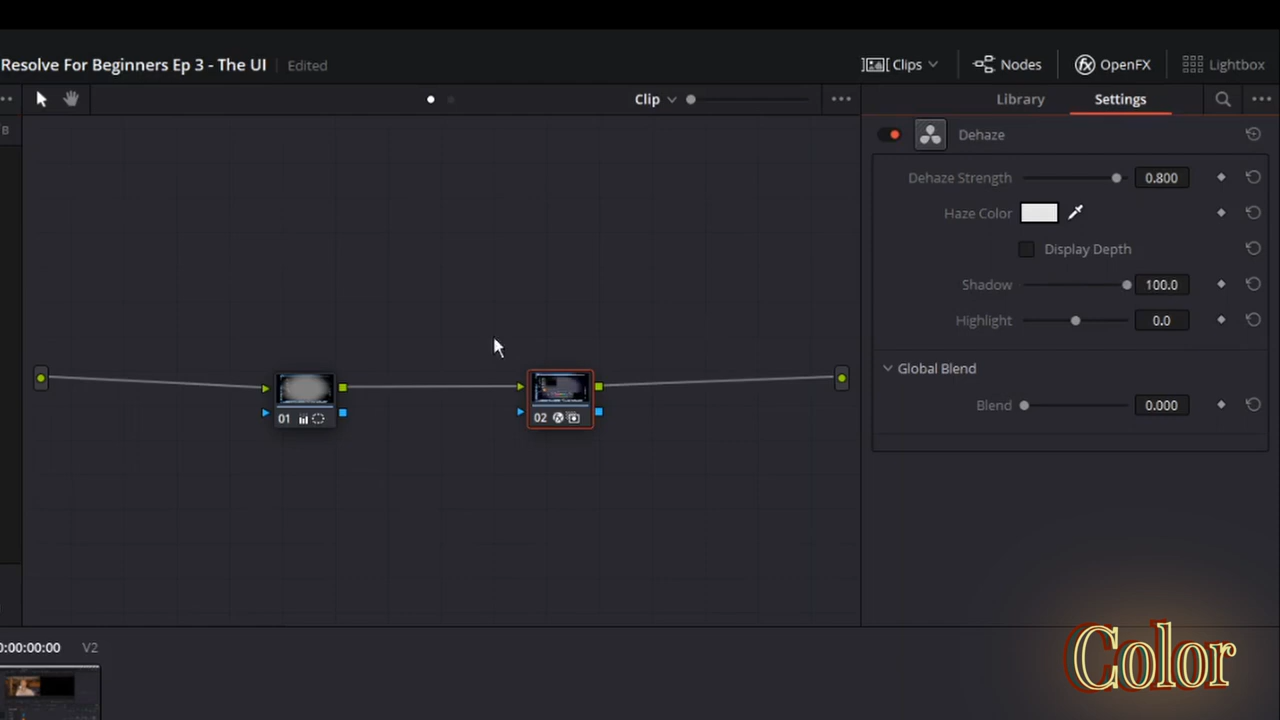 Resolve For Beginners Ep 3 - The UI Edited
Clips Nodes fx OpenFX Lightbox
Clip
Library Settings
B
Dehaze
Dehaze Strength 0.800
Haze Color
Display Depth
Shadow 100.0
Highlight 0.0
Global Blend
Blend 0.000
01
02
0:00:00:00 V2
Color